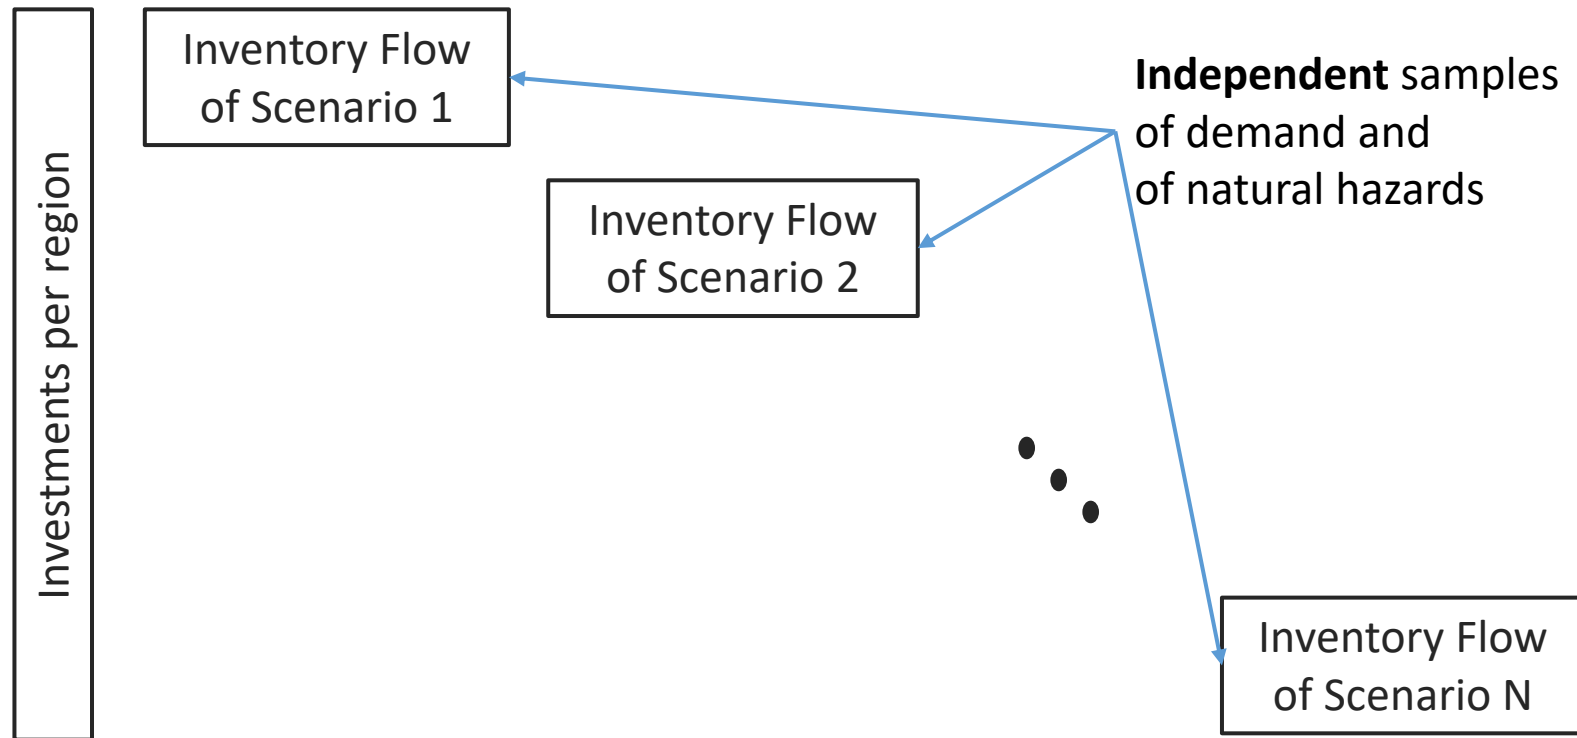 Investments per region
Inventory Flow
of Scenario 1
Independent samples
of demand and
of natural hazards
Inventory Flow
of Scenario 2
Inventory Flow
of Scenario N